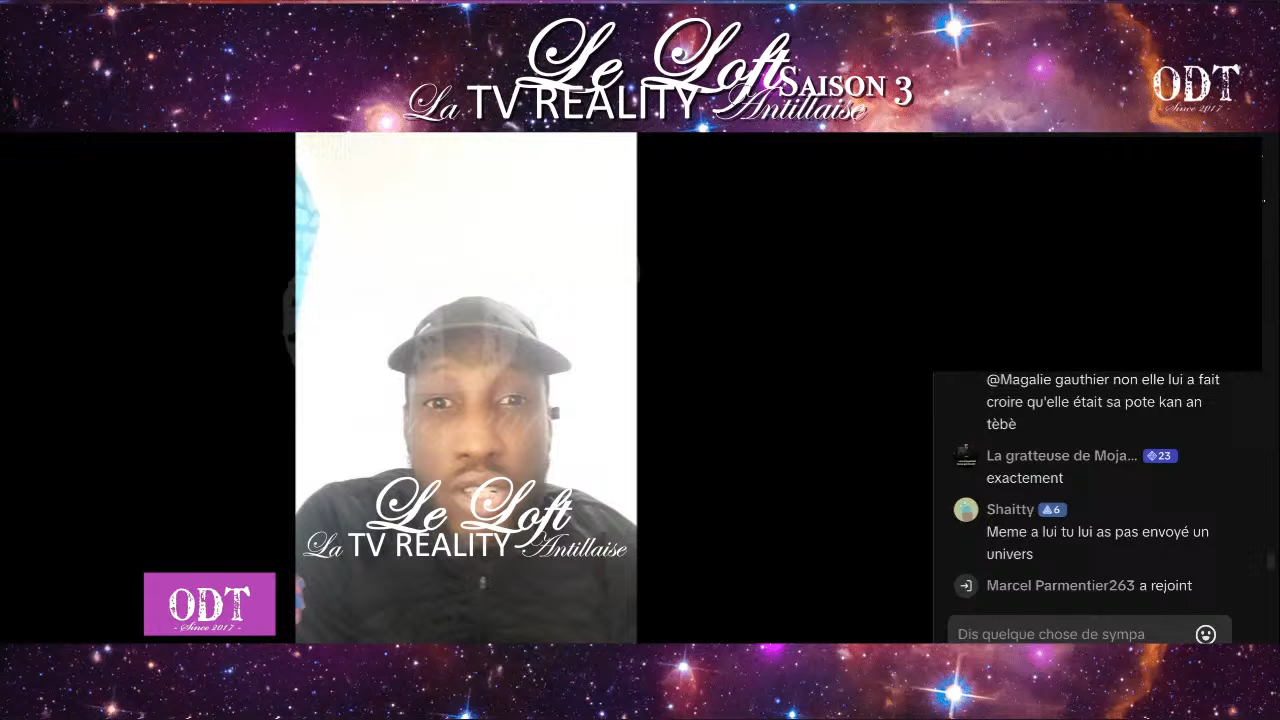 Le Loft
SAISON 3
La TV REALITY Antillaise
ODT
- Since 2017 -
@Magalie gauthier non elle lui a fait
croire qu'elle était sa pote kan an
tèbè
La gratteuse de Moja... 23
exactement
Shaitty 6
Meme a lui tu lui as pas envoyé un
univers
Marcel Parmentier263 a rejoint
Dis quelque chose de sympa
Le Loft
La TV REALITY Antillaise
ODT
- Since 2017 -